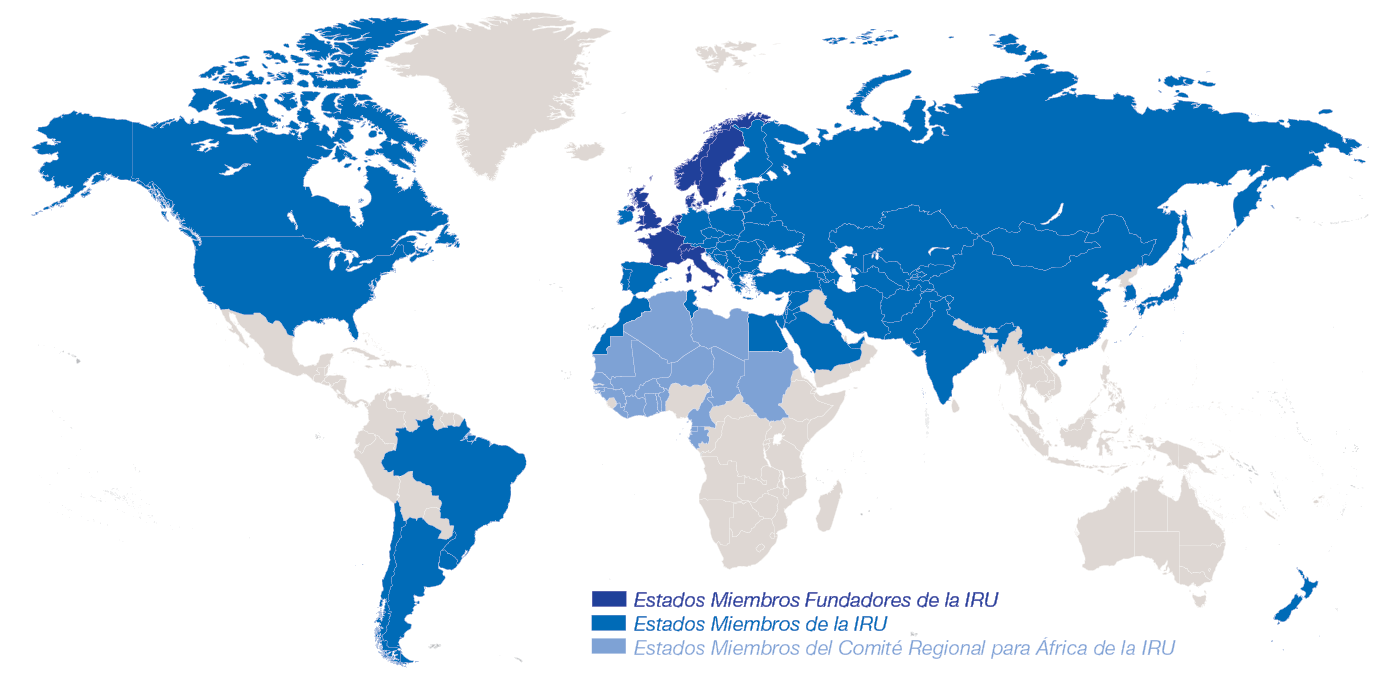 Estados Miembros Fundadores de la IRU
Estados Miembros de la IRU
Estados Miembros del Comité Regional para África de la IRU